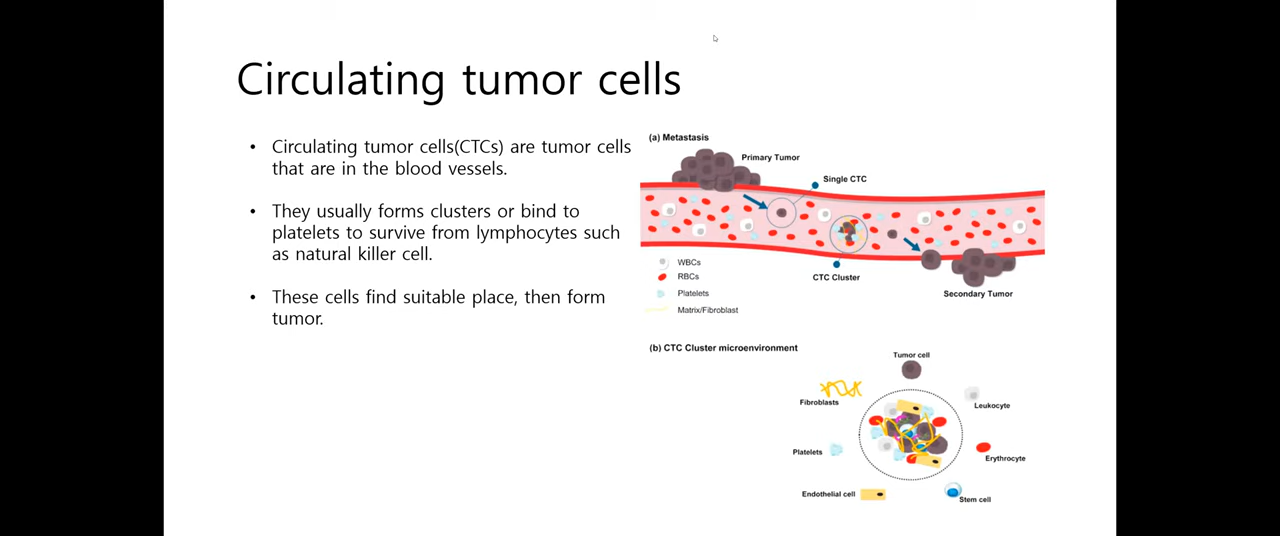 Circulating tumor cells
• Circulating tumor cells(CTCs) are tumor cells
that are in the blood vessels.
• They usually forms clusters or bind to
platelets to survive from lymphocytes such
as natural killer cell.
• These cells find suitable place, then form
tumor.
(a) Metastasis
Primary Tumor
Single CTC
WBCs
RBCs
Platelets
Matrix/Fibroblast
CTC Cluster
Secondary Tumor
(b) CTC Cluster microenvironment
Tumor cell
Fibroblasts
Leukocyte
Platelets
Erythrocyte
Endothelial cell
Stem cell